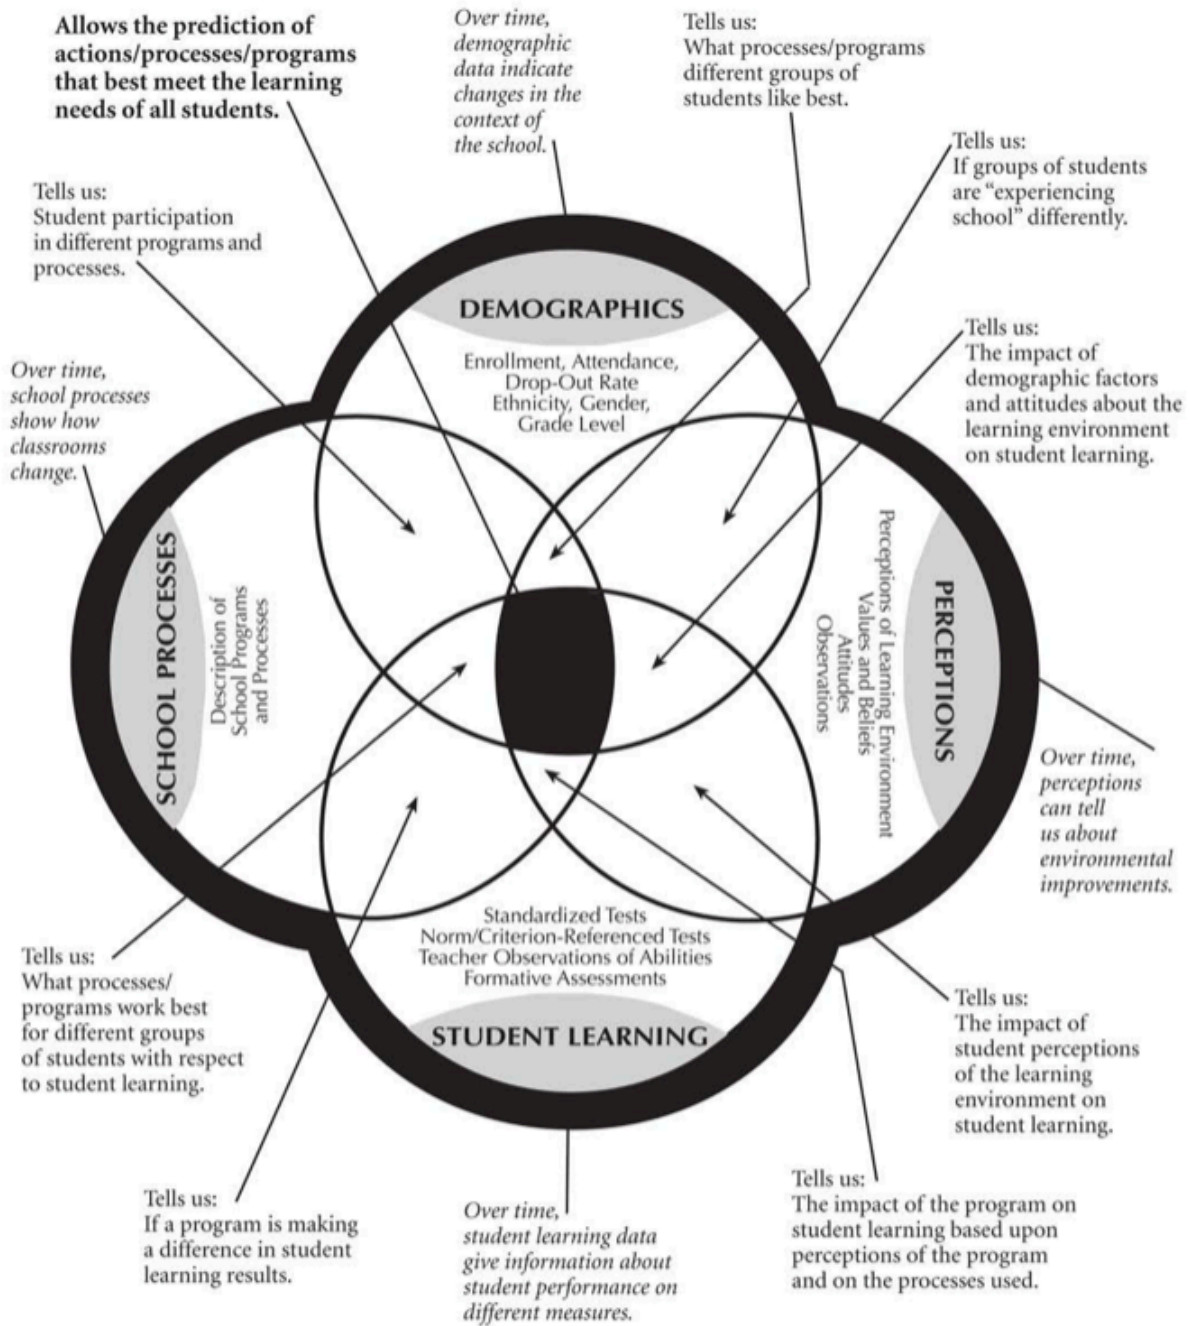 Allows the prediction of
actions/processes/programs
that best meet the learning
needs of all students.
Over time,
demographic
data indicate
changes in the
context of
the school.
Tells us:
What processes/programs
different groups of
students like best.
Tells us:
If groups of students
are “experiencing
school” differently.
Tells us:
Student participation
in different programs and
processes.
Tells us:
The impact of
demographic factors
and attitudes about the
learning environment
on student learning.
Over time,
school processes
show how
classrooms
change.
DEMOGRAPHICS
Enrollment, Attendance,
Drop-Out Rate
Ethnicity, Gender,
Grade Level
SCHOOL PROCESSES
Description of
School Programs
and Processes
PERCEPTIONS
Perceptions of Learning Environment
Values and Beliefs
Attitudes
Observations
Over time,
perceptions
can tell
us about
environmental
improvements.
Standardized Tests
Norm/Criterion-Referenced Tests
Teacher Observations of Abilities
Formative Assessments
STUDENT LEARNING
Tells us:
What processes/
programs work best
for different groups
of students with respect
to student learning.
Tells us:
The impact of
student perceptions
of the learning
environment on
student learning.
Tells us:
If a program is making
a difference in student
learning results.
Over time,
student learning data
give information about
student performance on
different measures.
Tells us:
The impact of the program on
student learning based upon
perceptions of the program
and on the processes used.